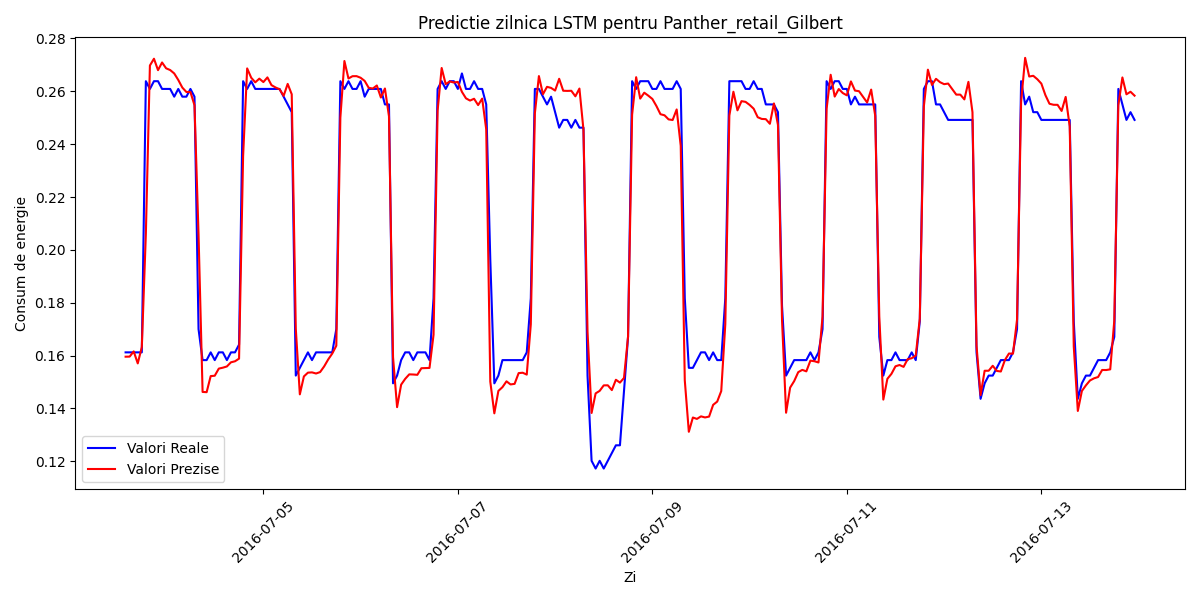 Predictie zilnica LSTM pentru Panther_retail_Gilbert
Consum de energie
0.28
0.26
0.24
0.22
0.20
0.18
0.16
0.14
0.12
Valori Reale
Valori Prezise
2016-07-05
2016-07-07
2016-07-09
2016-07-11
2016-07-13
Zi